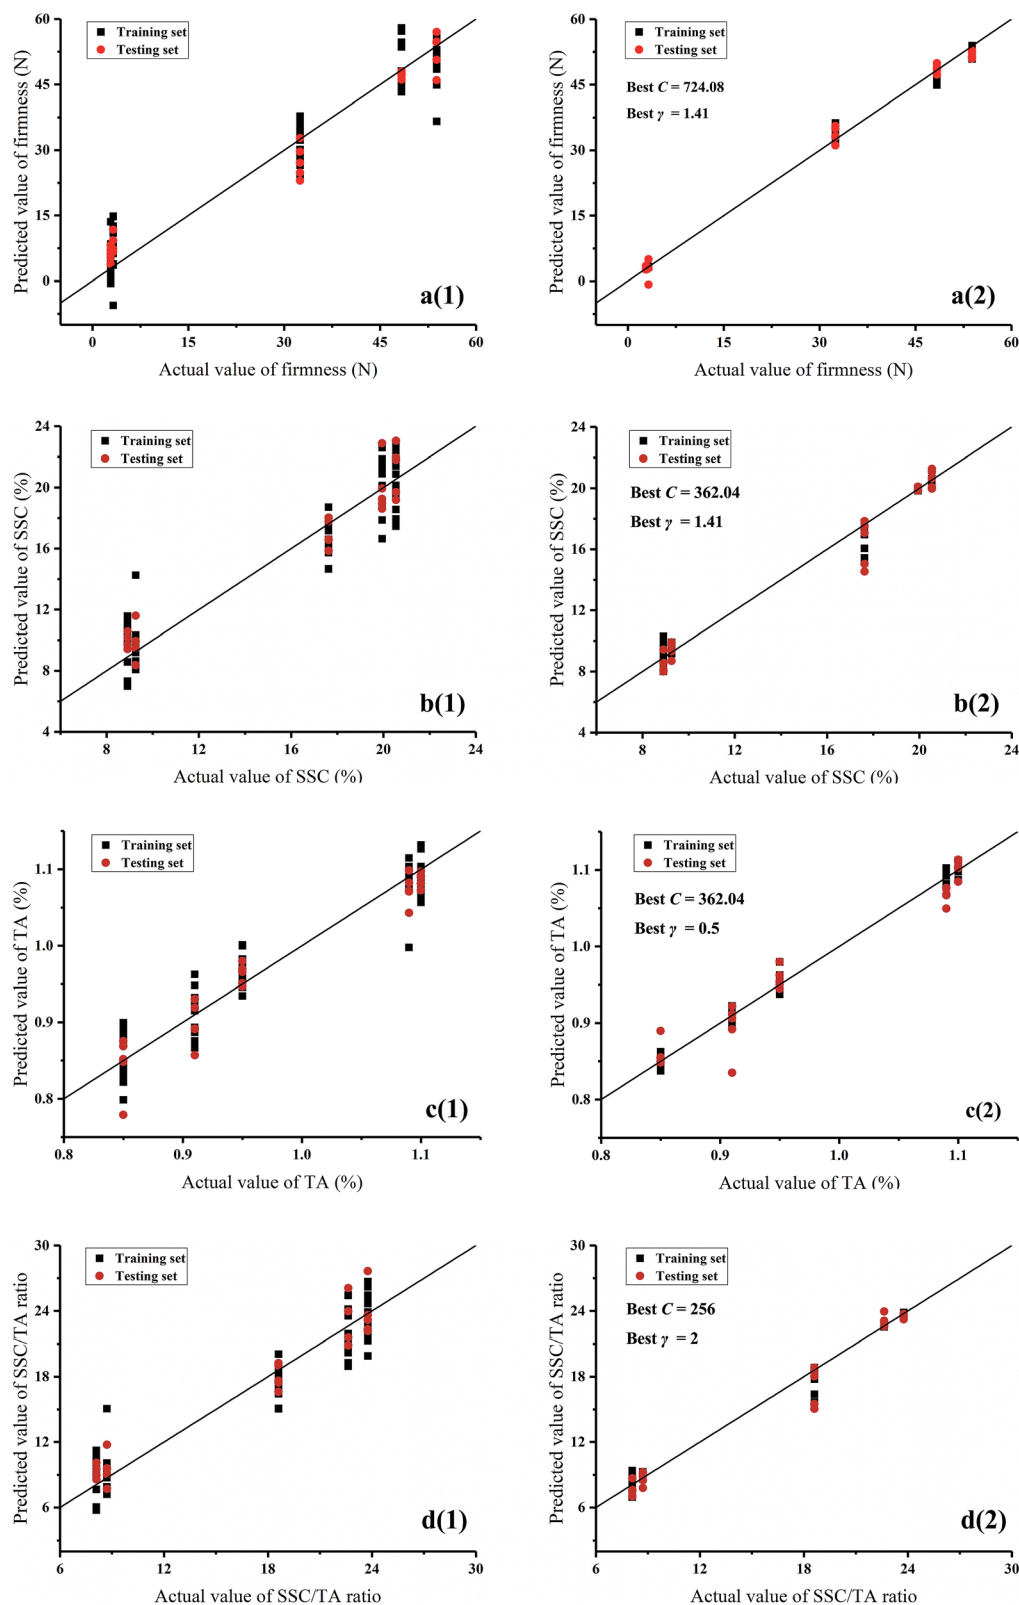 60
45
30
15
0
Predicted value of firmness (N)
Training set
Testing set
a(1)
0 15 30 45 60
Actual value of firmness (N)
60
45
30
15
0
Predicted value of firmness (N)
Training set
Testing set
Best C = 724.08
Best γ = 1.41
a(2)
0 15 30 45 60
Actual value of firmness (N)
24
20
16
12
8
4
Predicted value of SSC (%)
Training set
Testing set
b(1)
8 12 16 20 24
Actual value of SSC (%)
24
20
16
12
8
4
Predicted value of SSC (%)
Training set
Testing set
Best C = 362.04
Best γ = 1.41
b(2)
8 12 16 20 24
Actual value of SSC (%)
1.1
1.0
0.9
0.8
Predicted value of TA (%)
Training set
Testing set
c(1)
0.8 0.9 1.0 1.1
Actual value of TA (%)
1.1
1.0
0.9
0.8
Predicted value of TA (%)
Training set
Testing set
Best C = 362.04
Best γ = 0.5
c(2)
0.8 0.9 1.0 1.1
Actual value of TA (%)
30
24
18
12
6
Predicted value of SSC/TA ratio
Training set
Testing set
d(1)
6 12 18 24 30
Actual value of SSC/TA ratio
30
24
18
12
6
Predicted value of SSC/TA ratio
Training set
Testing set
Best C = 256
Best γ = 2
d(2)
6 12 18 24 30
Actual value of SSC/TA ratio